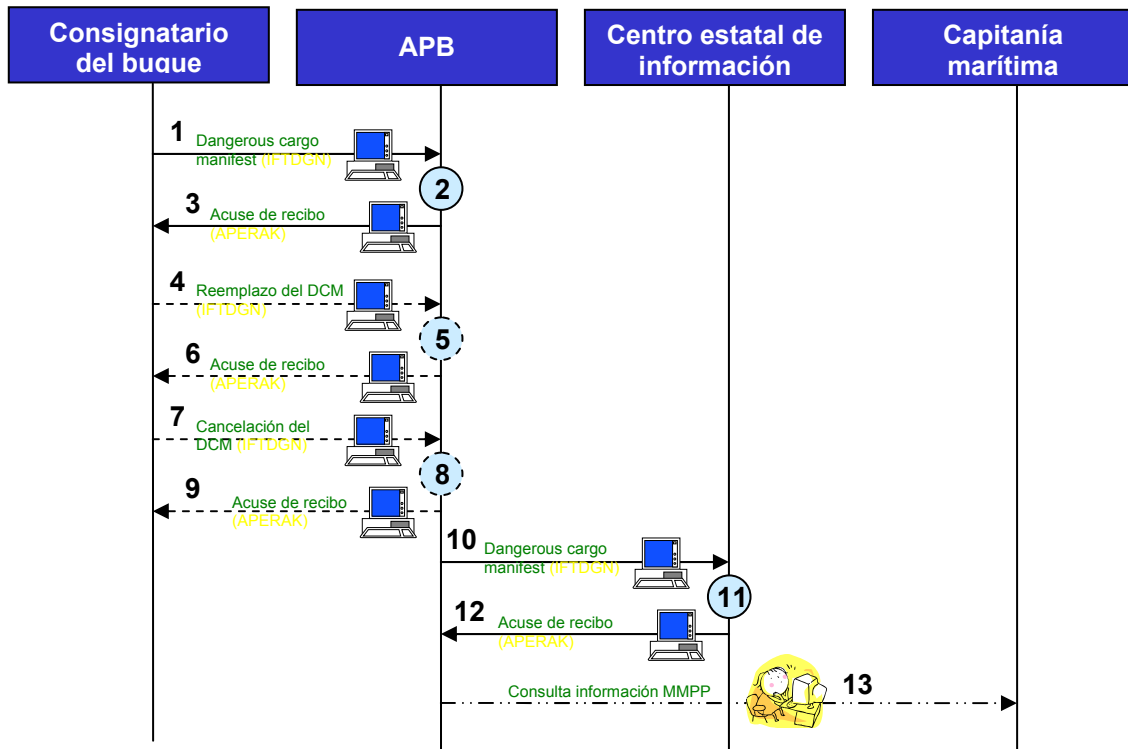 Consignatario
del buque
APB
Centro estatal de
información
Capitanía
marítima
1
Dangerous cargo
manifest (IFTDGN)
2
3
Acuse de recibo
(APERAK)
4
Reemplazo del DCM
(IFTDGN)
5
6
Acuse de recibo
(APERAK)
7
Cancelación del
DCM (IFTDGN)
8
9
Acuse de recibo
(APERAK)
10
Dangerous cargo
manifest (IFTDGN)
11
12
Acuse de recibo
(APERAK)
Consulta información MMPP
13